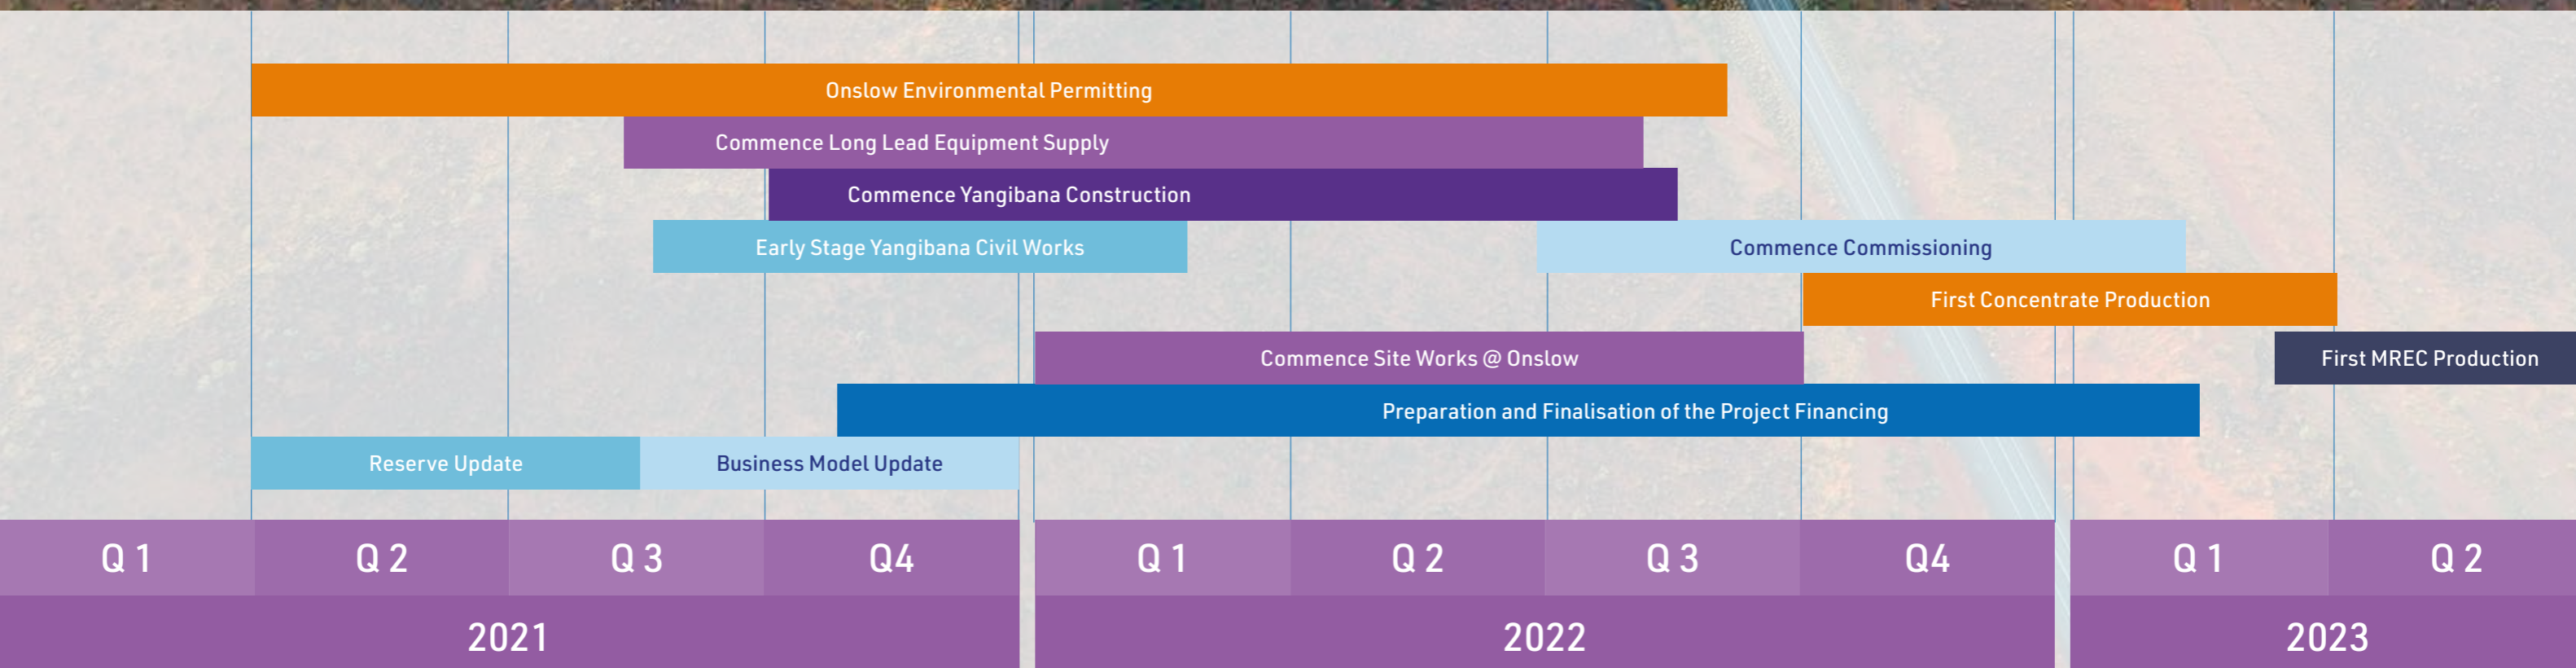 Onslow Environmental Permitting
Commence Long Lead Equipment Supply
Commence Yangibana Construction
Early Stage Yangibana Civil Works
Commence Commissioning
First Concentrate Production
Commence Site Works @ Onslow
First MREC Production
Preparation and Finalisation of the Project Financing
Reserve Update
Business Model Update
Q 1
Q 2
Q 3
Q4
Q 1
Q 2
Q 3
Q4
Q 1
Q 2
2021
2022
2023